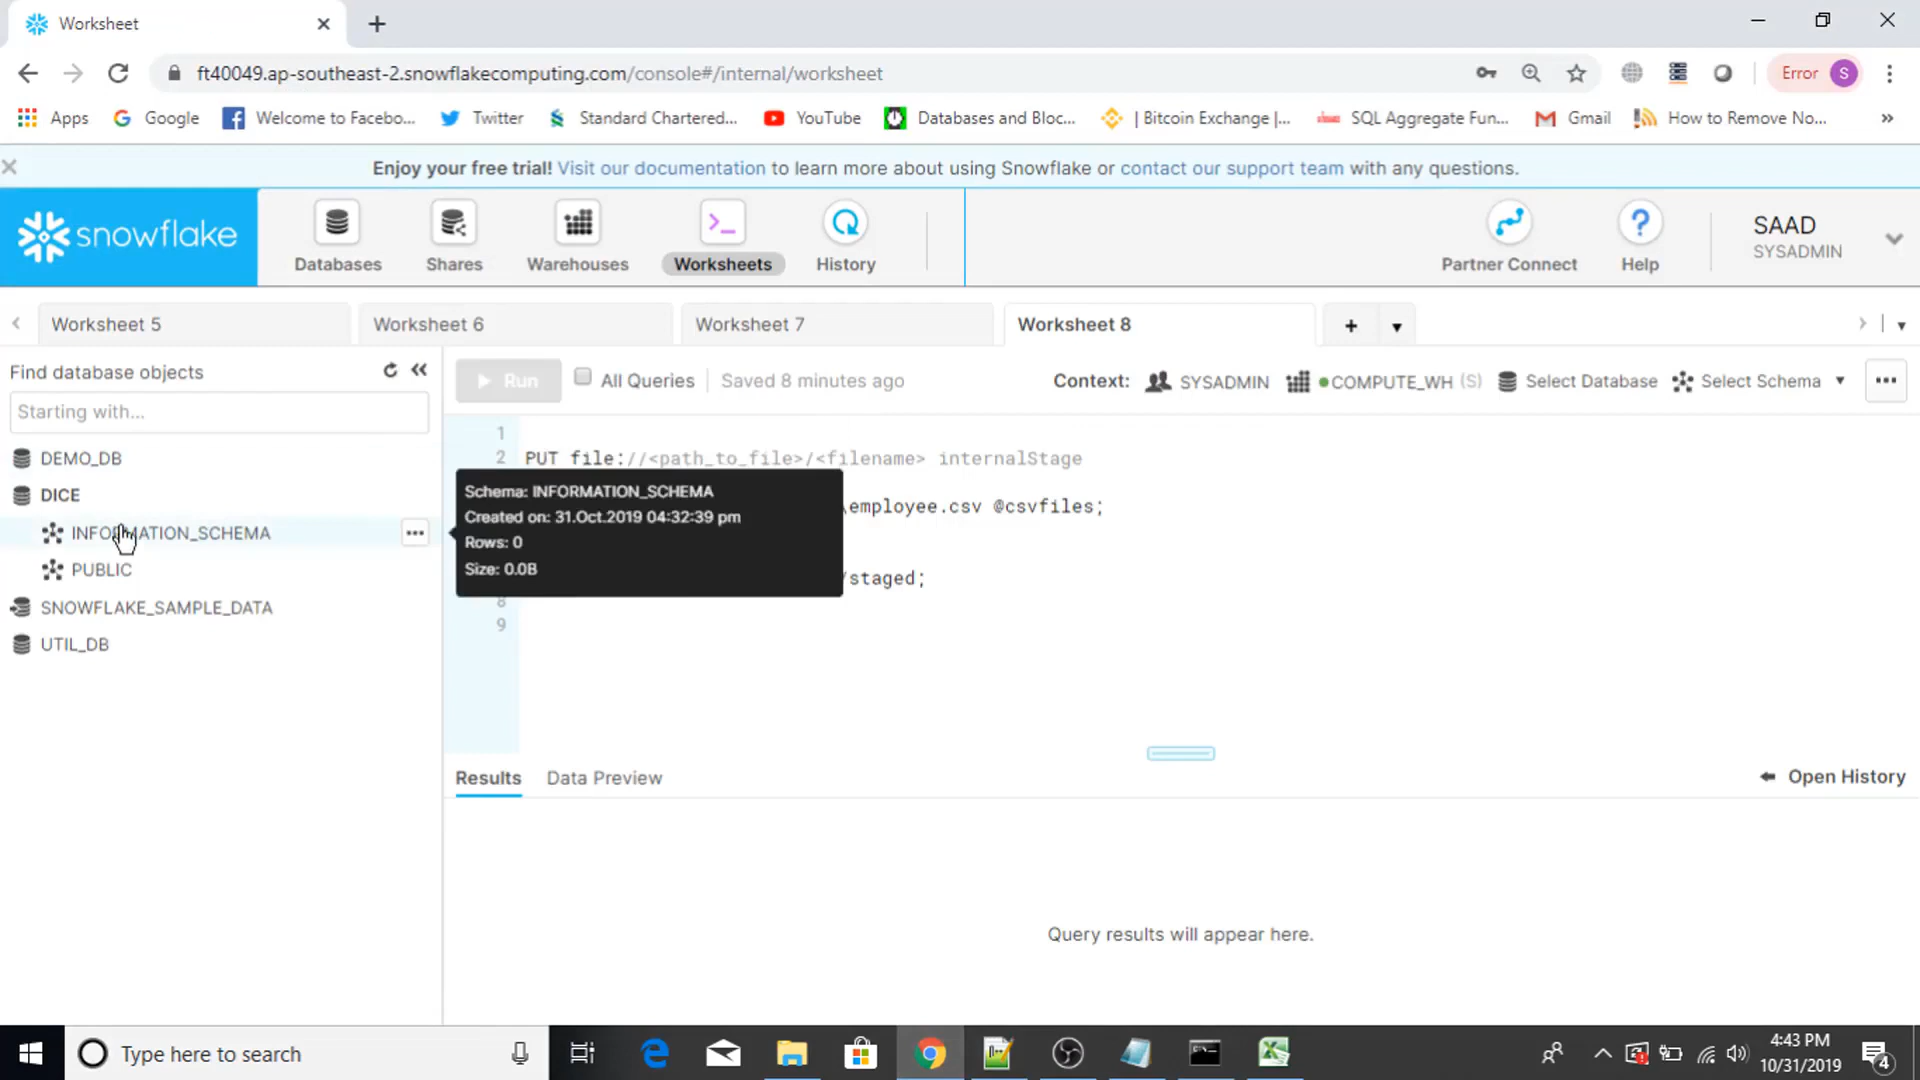 Worksheet
ft40049.ap-southeast-2.snowflakecomputing.com/console#/internal/worksheet
Error S
Apps Google Welcome to Facebo... Twitter Standard Chartered... YouTube Databases and Bloc... | Bitcoin Exchange |... SQL Aggregate Fun... Gmail How to Remove No... »
Enjoy your free trial! Visit our documentation to learn more about using Snowflake or contact our support team with any questions.
snowflake
Databases Shares Warehouses Worksheets History
Partner Connect Help
SAAD
SYSADMIN
Worksheet 5 Worksheet 6 Worksheet 7 Worksheet 8
Find database objects
Starting with...
DEMO_DB
DICE
INFORMATION_SCHEMA
PUBLIC
SNOWFLAKE_SAMPLE_DATA
UTIL_DB
Run All Queries Saved 8 minutes ago
Context: SYSADMIN COMPUTE_WH (S) Select Database Select Schema
1
2 PUT file://<path_to_file>/<filename> internalStage
\employee.csv @csvfiles;
/staged;
8
9
Schema: INFORMATION_SCHEMA
Created on: 31.Oct.2019 04:32:39 pm
Rows: 0
Size: 0.0B
Results Data Preview
Open History
Query results will appear here.
Type here to search
4:43 PM
10/31/2019
4